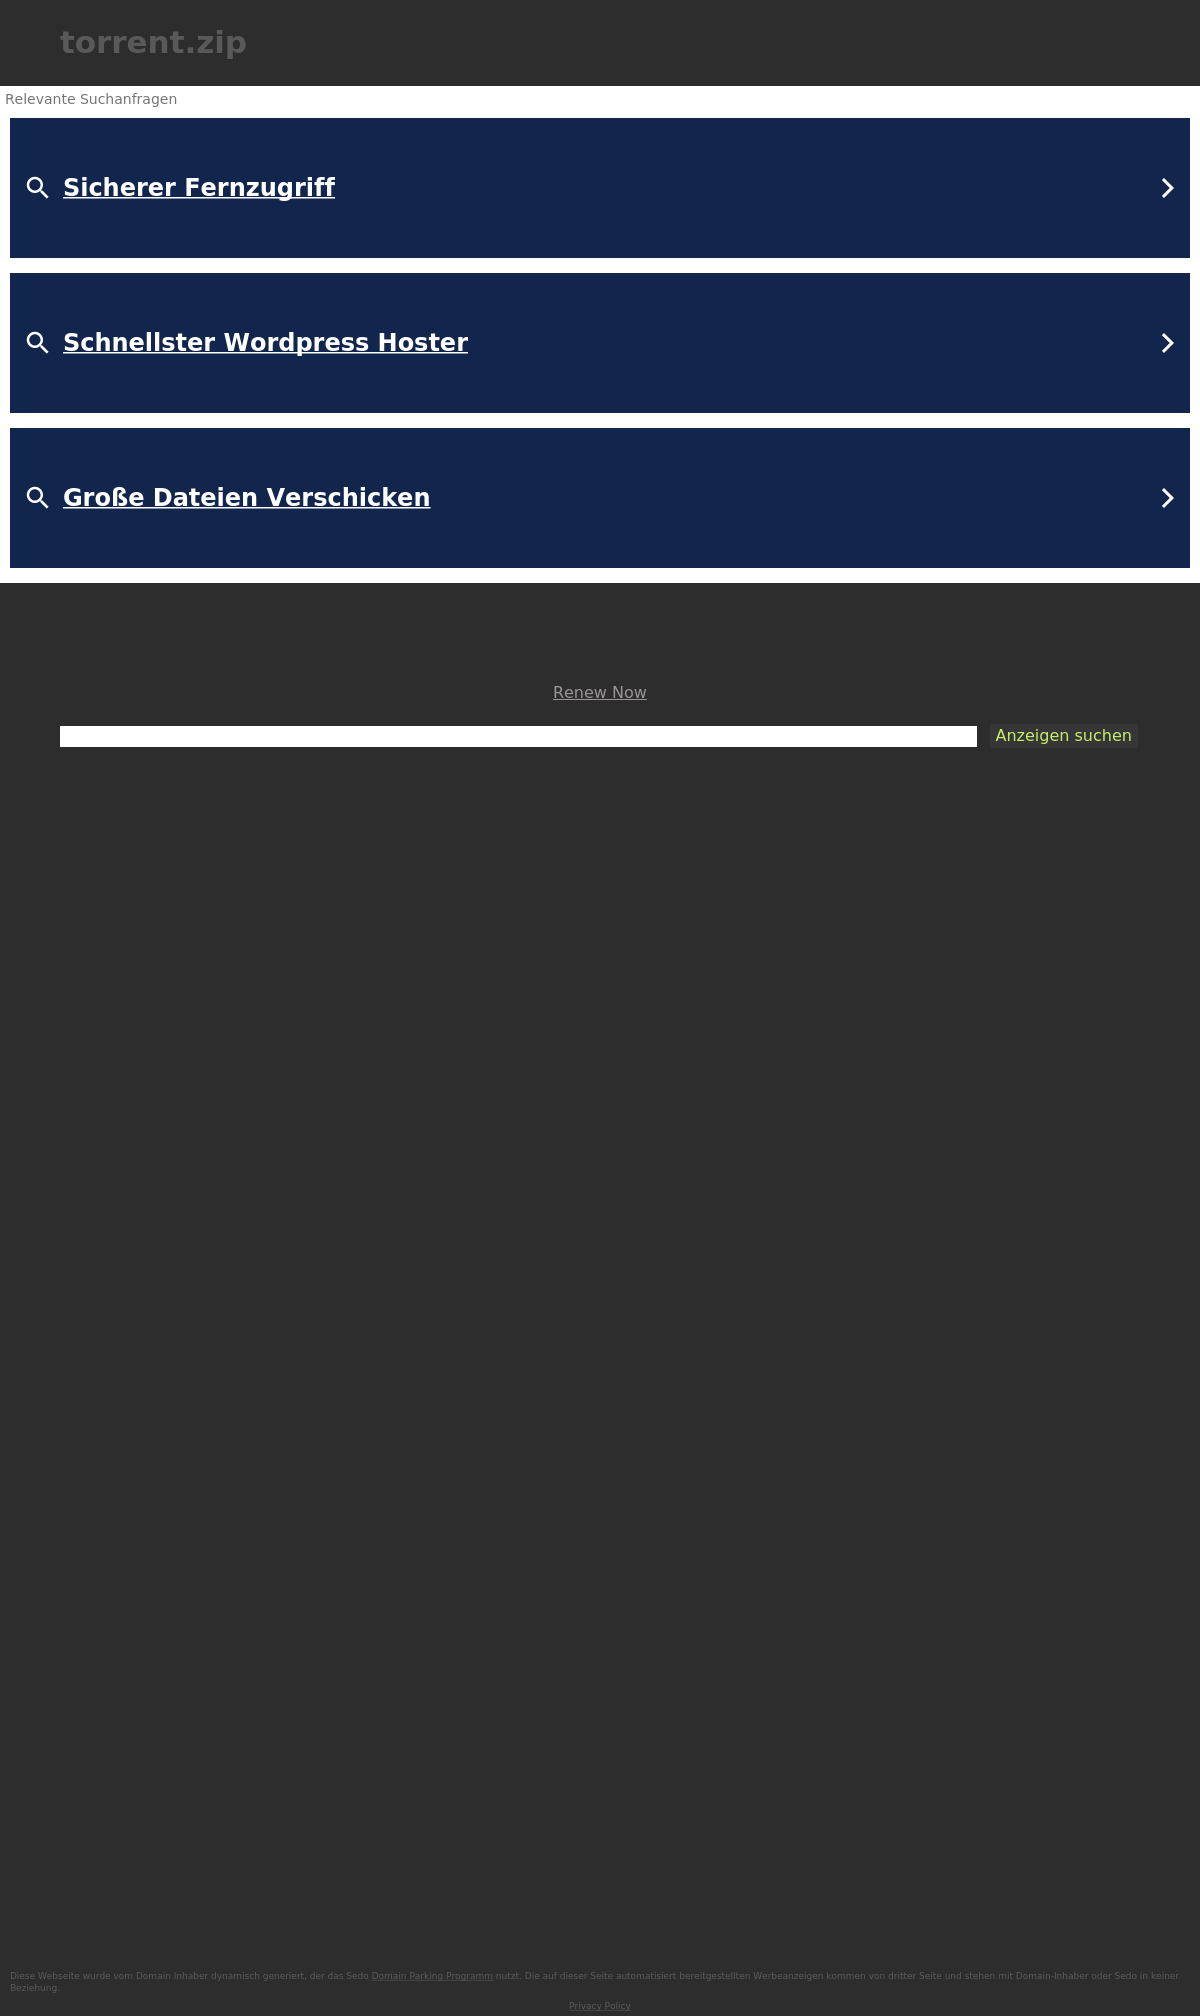 torrent.zip
Relevante Suchanfragen
Sicherer Fernzugriff
Schnellster Wordpress Hoster
Große Dateien Verschicken
Renew Now
Anzeigen suchen
Diese Webseite wurde vom Domain Inhaber dynamisch generiert, der das Sedo Domain Parking Programm nutzt. Die auf dieser Seite automatisiert bereitgestellten Werbeanzeigen kommen von dritter Seite und stehen mit Domain-Inhaber oder Sedo in keiner
Beziehung.
Privacy Policy